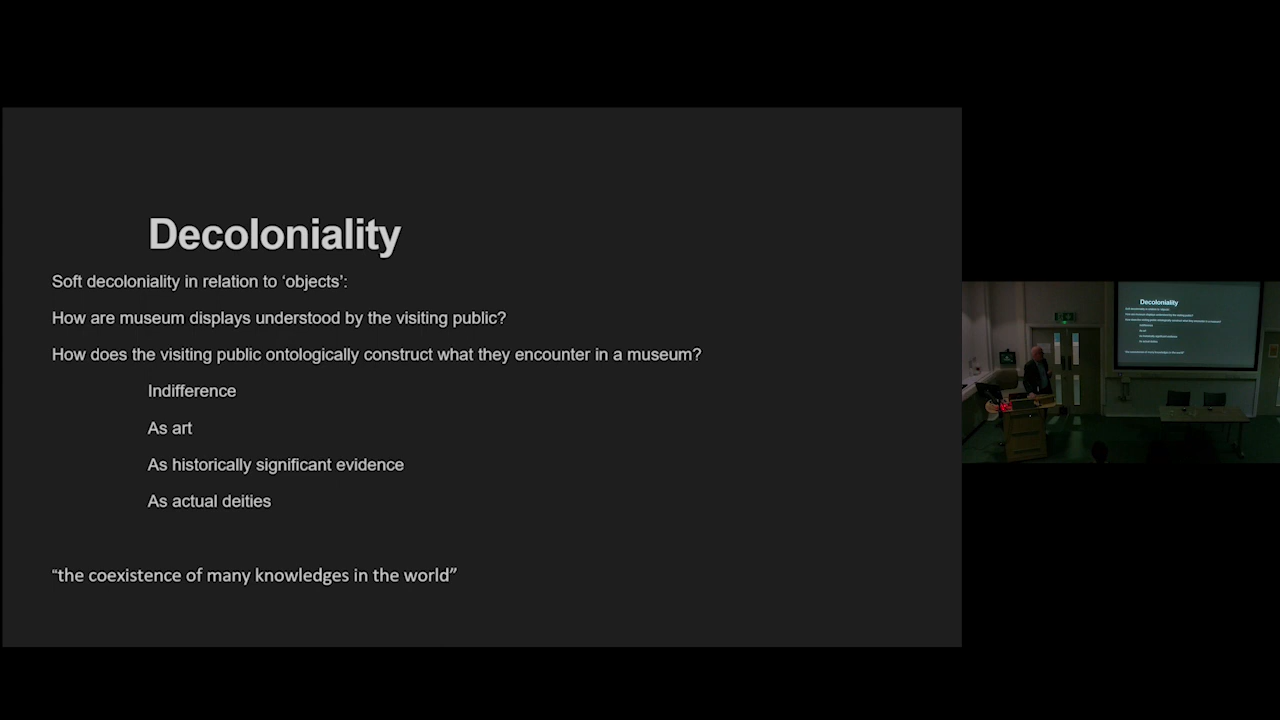 Decoloniality
Soft decoloniality in relation to ‘objects’:
How are museum displays understood by the visiting public?
How does the visiting public ontologically construct what they encounter in a museum?
Indifference
As art
As historically significant evidence
As actual deities
“the coexistence of many knowledges in the world”
Decoloniality